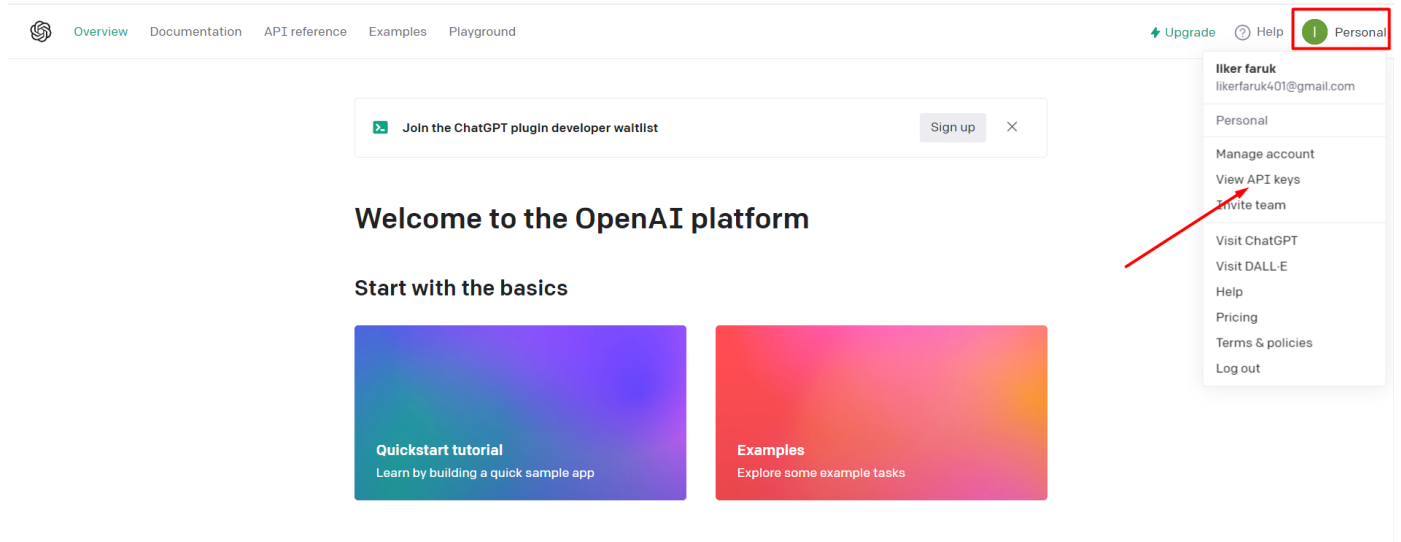 Overview Documentation API reference Examples Playground Upgrade Help I Personal
Ilker faruk
likerfaruk401@gmail.com
Personal
Manage account
View API keys
Invite team
Visit ChatGPT
Visit DALL·E
Help
Pricing
Terms & policies
Log out
Join the ChatGPT plugin developer waitlist Sign up
Welcome to the OpenAI platform
Start with the basics
Quickstart tutorial
Learn by building a quick sample app
Examples
Explore some example tasks